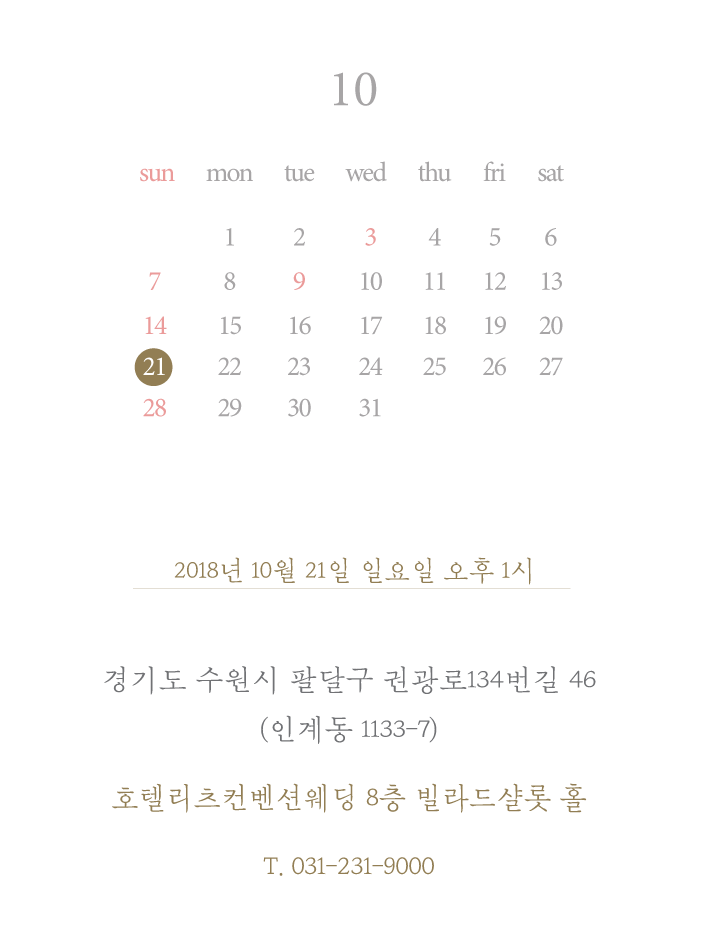 10
sun mon tue wed thu fri sat
1 2 3 4 5 6
7 8 9 10 11 12 13
14 15 16 17 18 19 20
21 22 23 24 25 26 27
28 29 30 31
2018년 10월 21일 일요일 오후 1시
경기도 수원시 팔달구 권광로134번길 46
(인계동 1133-7)
호텔리츠컨벤션웨딩 8층 빌라드샬롯 홀
T. 031-231-9000